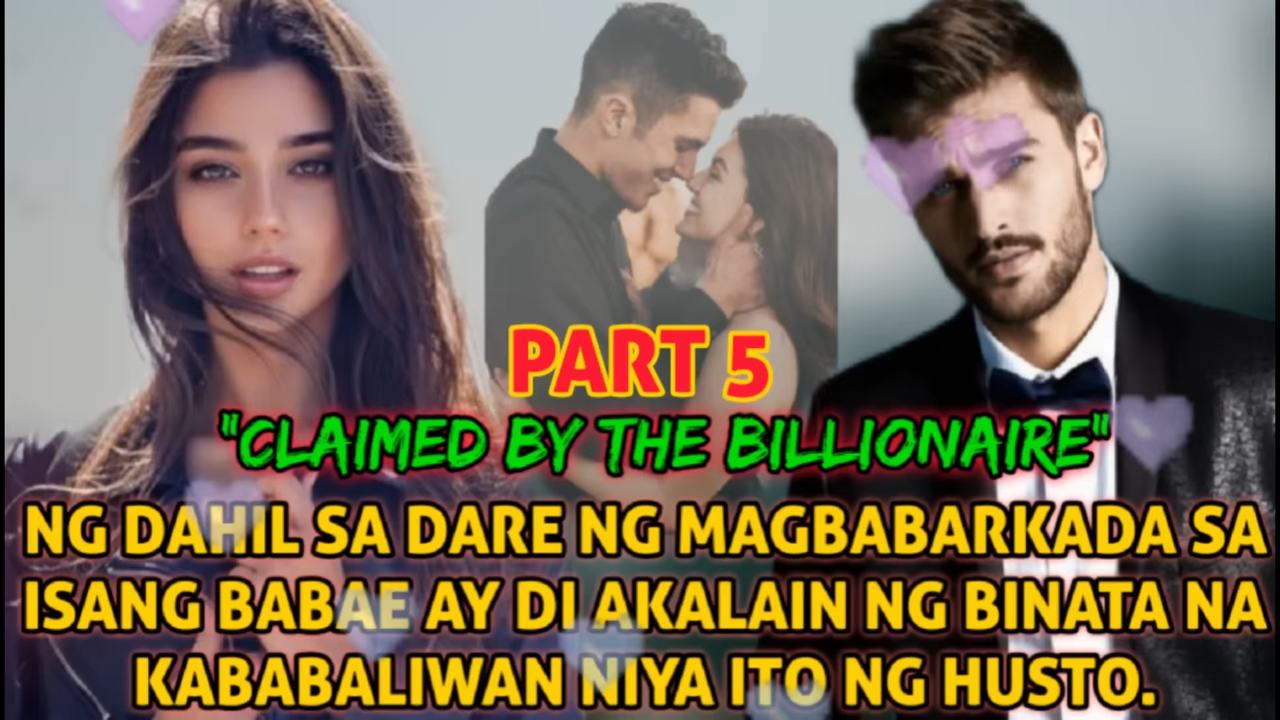 PART 5
"CLAIMED BY THE BILLIONAIRE"
NG DAHIL SA DARE NG MAGBABARKADA SA
ISANG BABAE AY DI AKALAIN NG BINATA NA
KABABALIWAN NIYA ITO NG HUSTO.